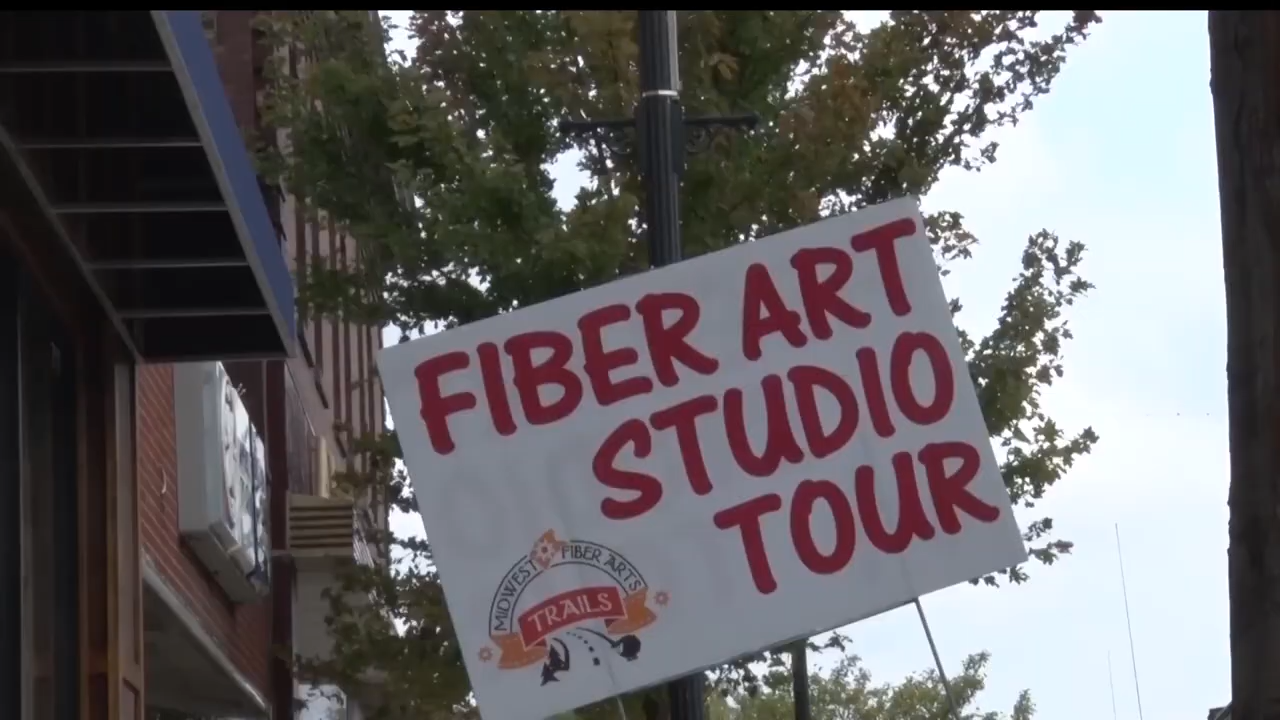 FIBER ART
STUDIO
TOUR
MIDWEST FIBER ARTS
TRAILS